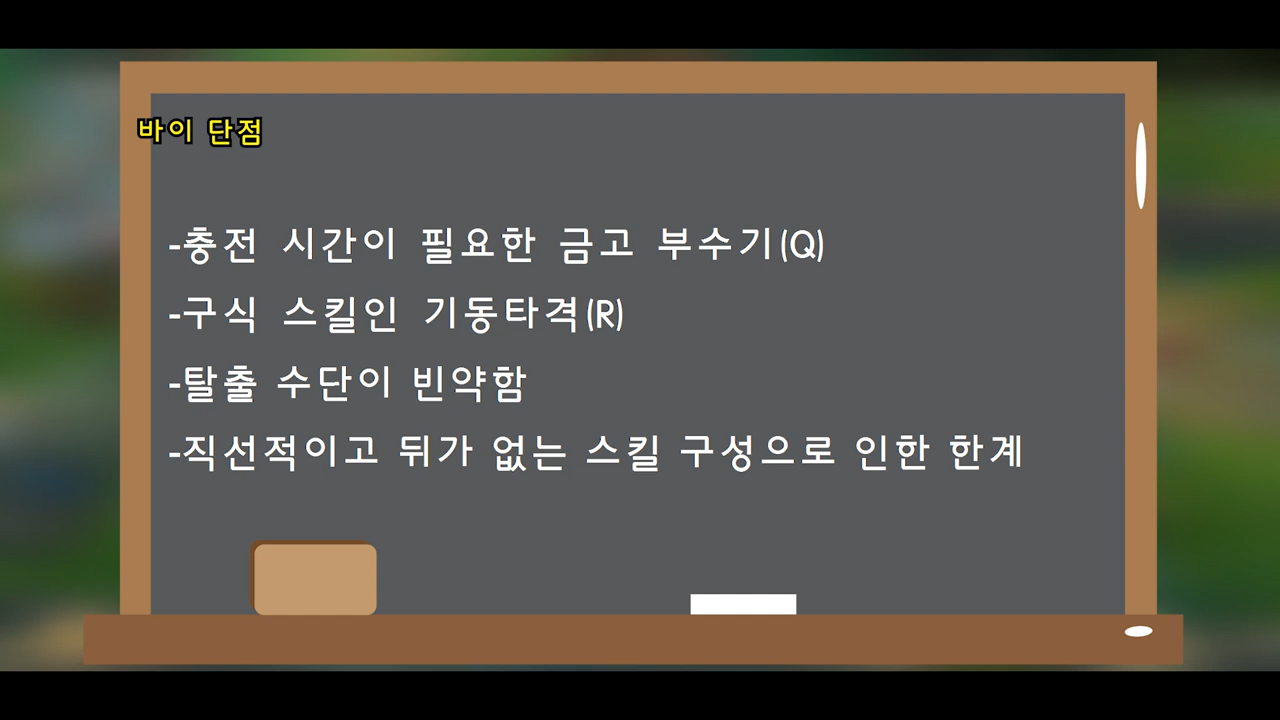 바이 단점
-충전 시간이 필요한 금고 부수기(Q)
-구식 스킬인 기동타격(R)
-탈출 수단이 빈약함
-직선적이고 뒤가 없는 스킬 구성으로 인한 한계